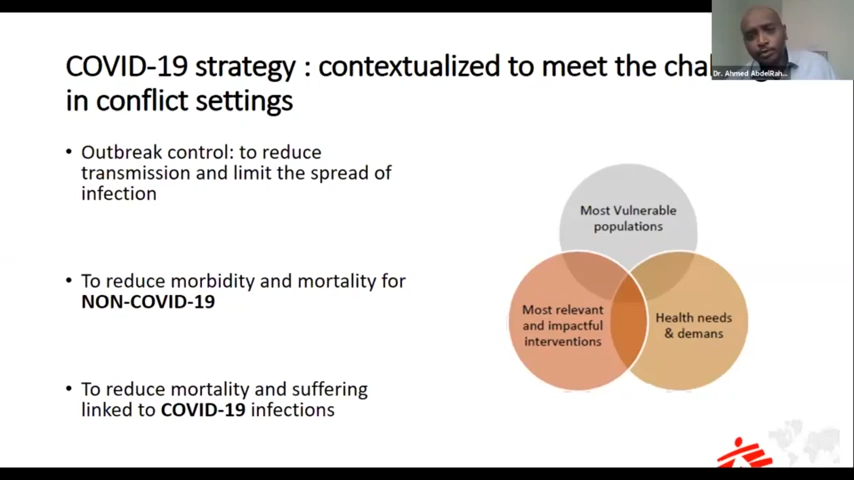 COVID-19 strategy : contextualized to meet the
in conflict settings
Dr. Ahmed AbdelRah...
• Outbreak control: to reduce
transmission and limit the spread of
infection
• To reduce morbidity and mortality for
NON-COVID-19
• To reduce mortality and suffering
linked to COVID-19 infections
Most Vulnerable
populations
Most relevant
and impactful
interventions
Health needs
& demans